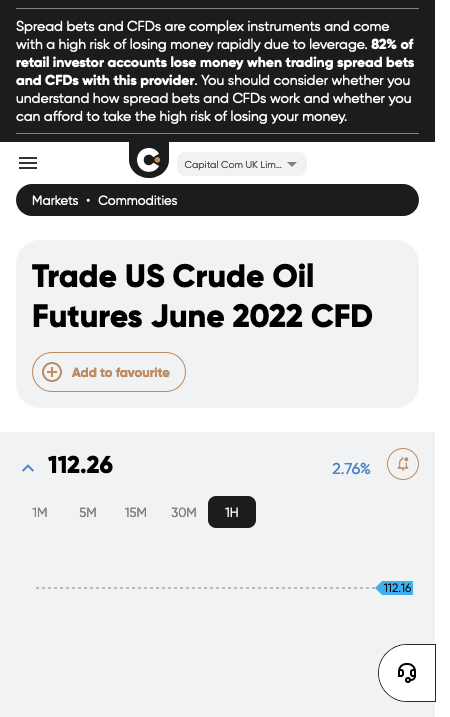 Spread bets and CFDs are complex instruments and come
with a high risk of losing money rapidly due to leverage. 82% of
retail investor accounts lose money when trading spread bets
and CFDs with this provider. You should consider whether you
understand how spread bets and CFDs work and whether you
can afford to take the high risk of losing your money.
Capital Com UK Lim...
Markets • Commodities
Trade US Crude Oil
Futures June 2022 CFD
Add to favourite
112.26 2.76%
1M 5M 15M 30M 1H
112.16